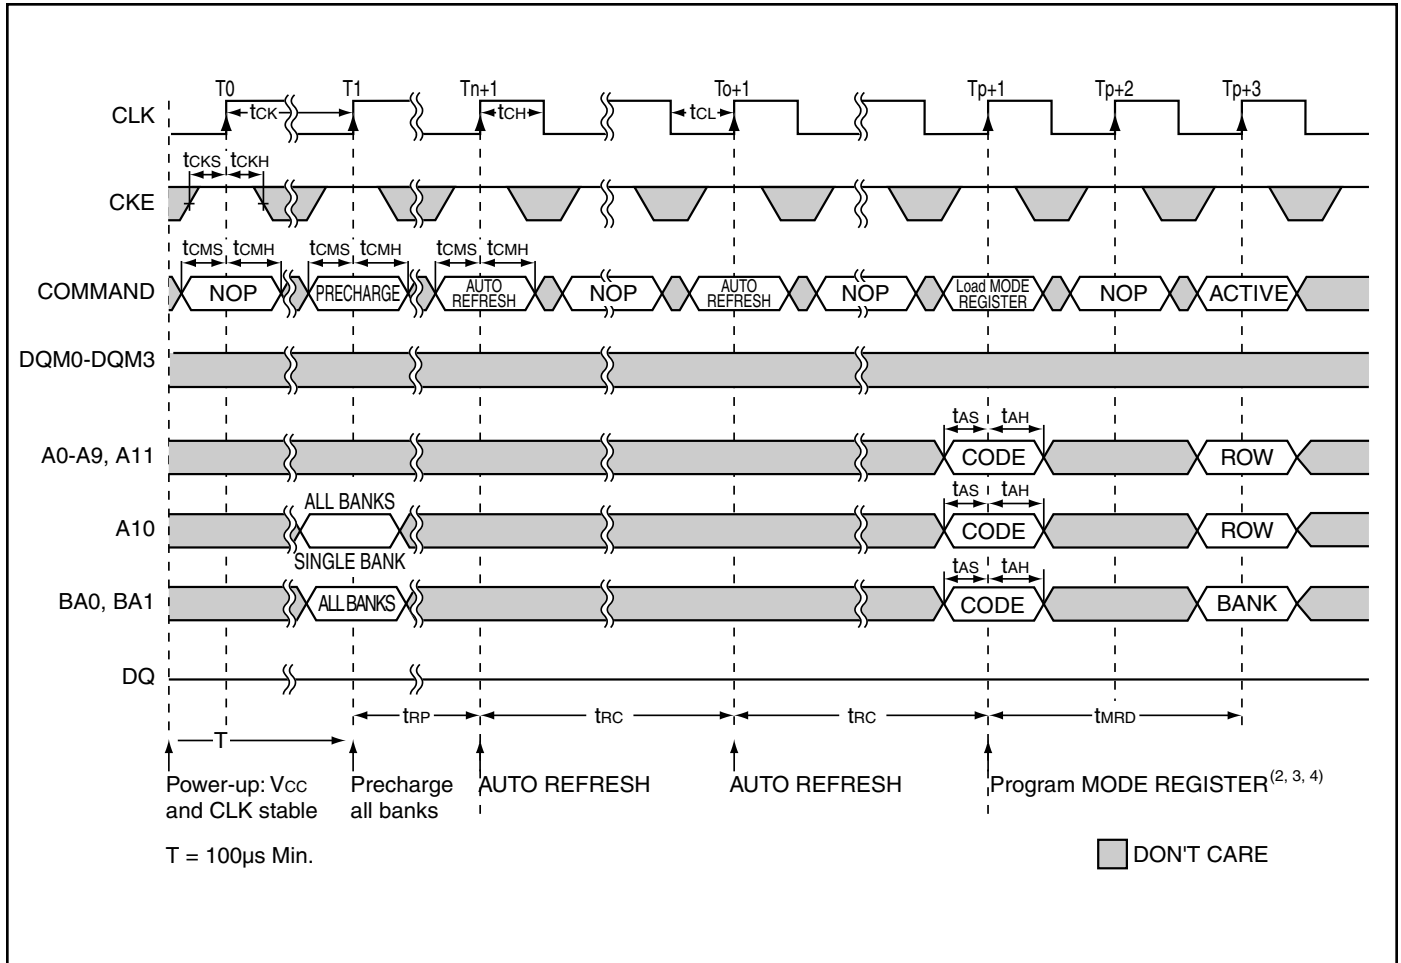 T0 T1 Tn+1 To+1 Tp+1 Tp+2 Tp+3
CLK tCK tCH tCL
tCKS tCKH
CKE
tCMS tCMH tCMS tCMH tCMS tCMH
COMMAND NOP PRECHARGE AUTO REFRESH NOP AUTO REFRESH NOP Load MODE REGISTER NOP ACTIVE
DQM0-DQM3
tAS tAH
A0-A9, A11 CODE ROW
ALL BANKS tAS tAH
A10 CODE ROW
SINGLE BANK tAS tAH
BA0, BA1 ALL BANKS CODE BANK
DQ
tRP tRC tRC tMRD
T
Power-up: VCC and CLK stable
Precharge all banks
AUTO REFRESH
AUTO REFRESH
Program MODE REGISTER(2, 3, 4)
T = 100µs Min.
DON'T CARE